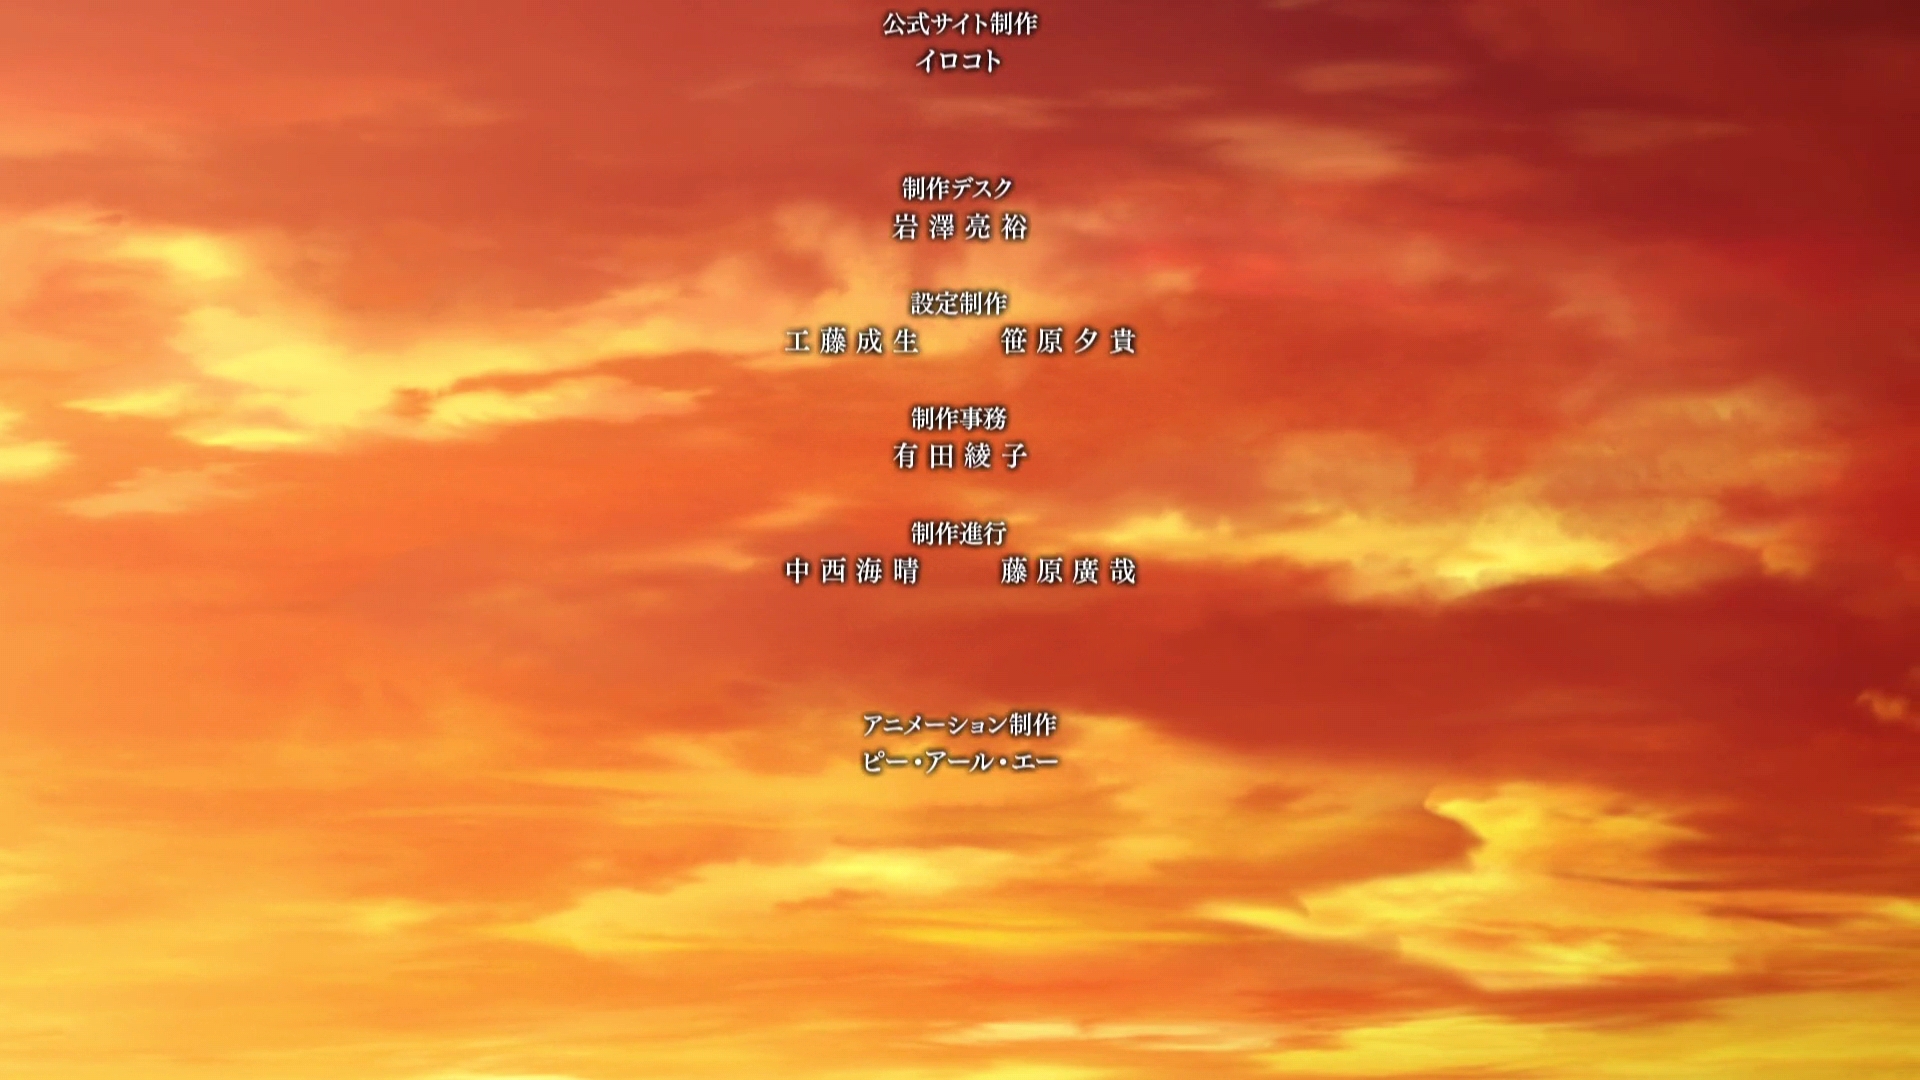 公式サイト制作
イロコト
制作デスク
岩澤亮裕
設定制作
工藤成生　笹原夕貴
制作事務
有田綾子
制作進行
中西海晴　藤原廣哉
アニメーション制作
ピー・アール・エー